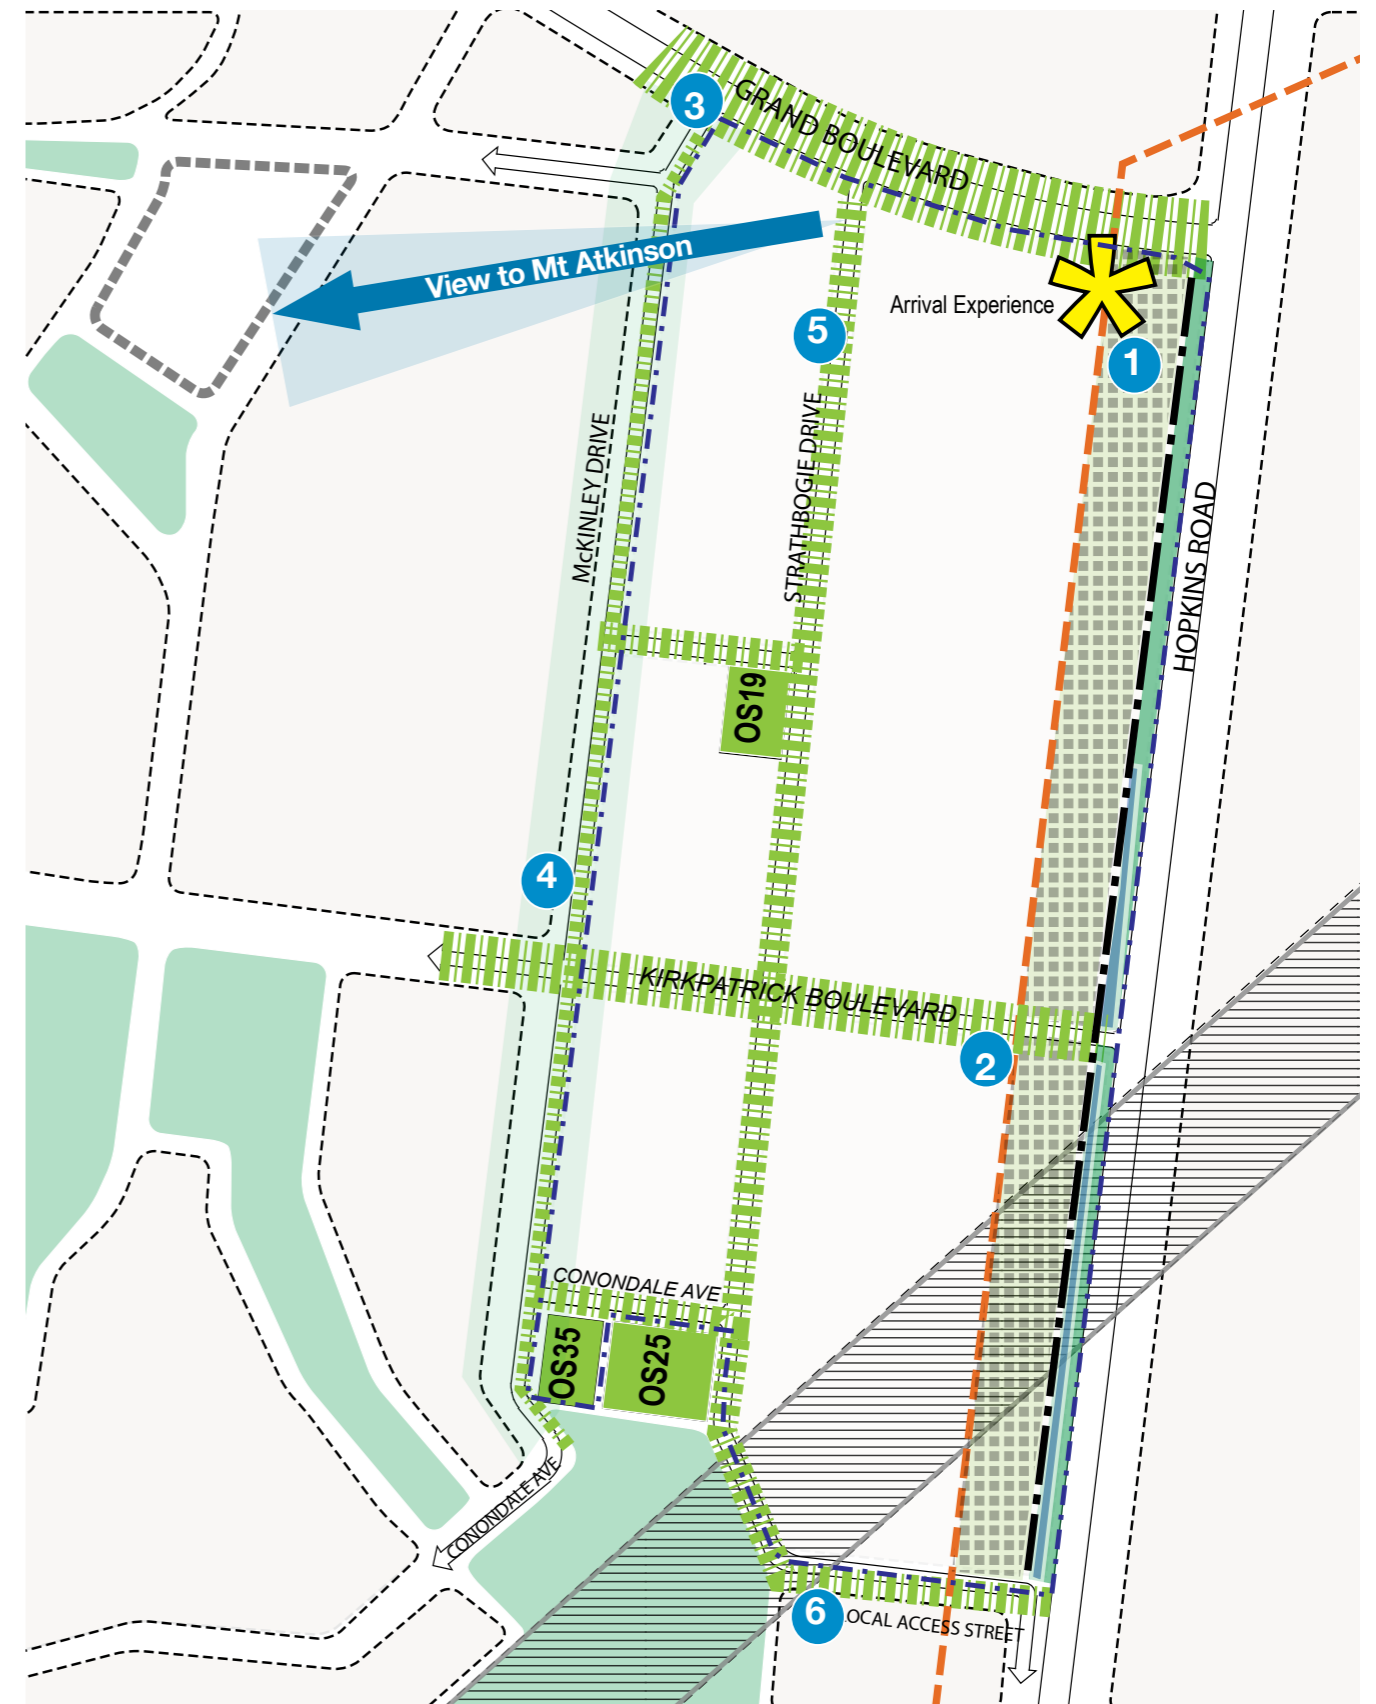 3
GRAND BOULEVARD
View to Mt Atkinson
Arrival Experience
5
1
McKINLEY DRIVE
STRATHBOGIE DRIVE
HOPKINS ROAD
OS19
4
KIRKPATRICK BOULEVARD
2
CONONDALE AVE
OS35
OS25
CONONDALE AVE
6
LOCAL ACCESS STREET